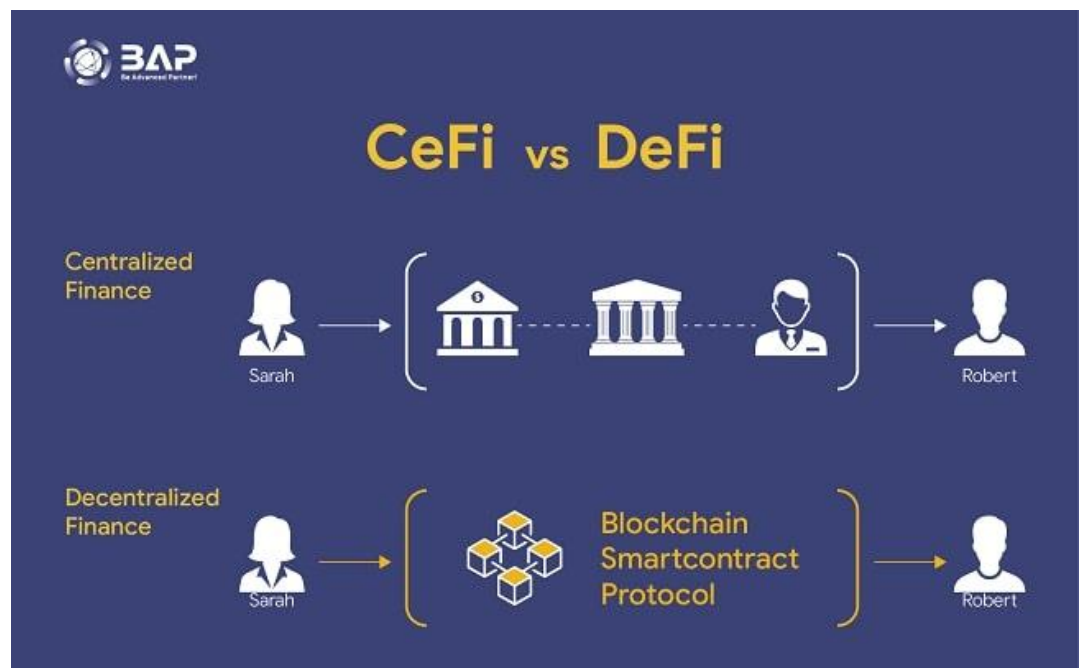 BAP
Be Advanced Partner!
CeFi vs DeFi
Centralized
Finance
$
Sarah
Robert
Decentralized
Finance
Blockchain
Smartcontract
Protocol
Sarah
Robert